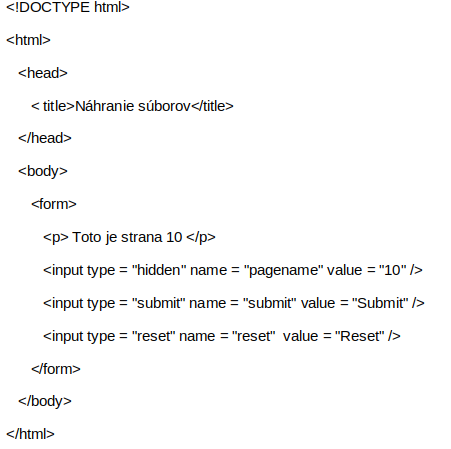 <!DOCTYPE html>
<html>
<head>
< title>Náhranie súborov</title>
</head>
<body>
<form>
<p> Toto je strana 10 </p>
<input type = "hidden" name = "pagename" value = "10" />
<input type = "submit" name = "submit" value = "Submit" />
<input type = "reset" name = "reset"  value = "Reset" />
</form>
</body>
</html>